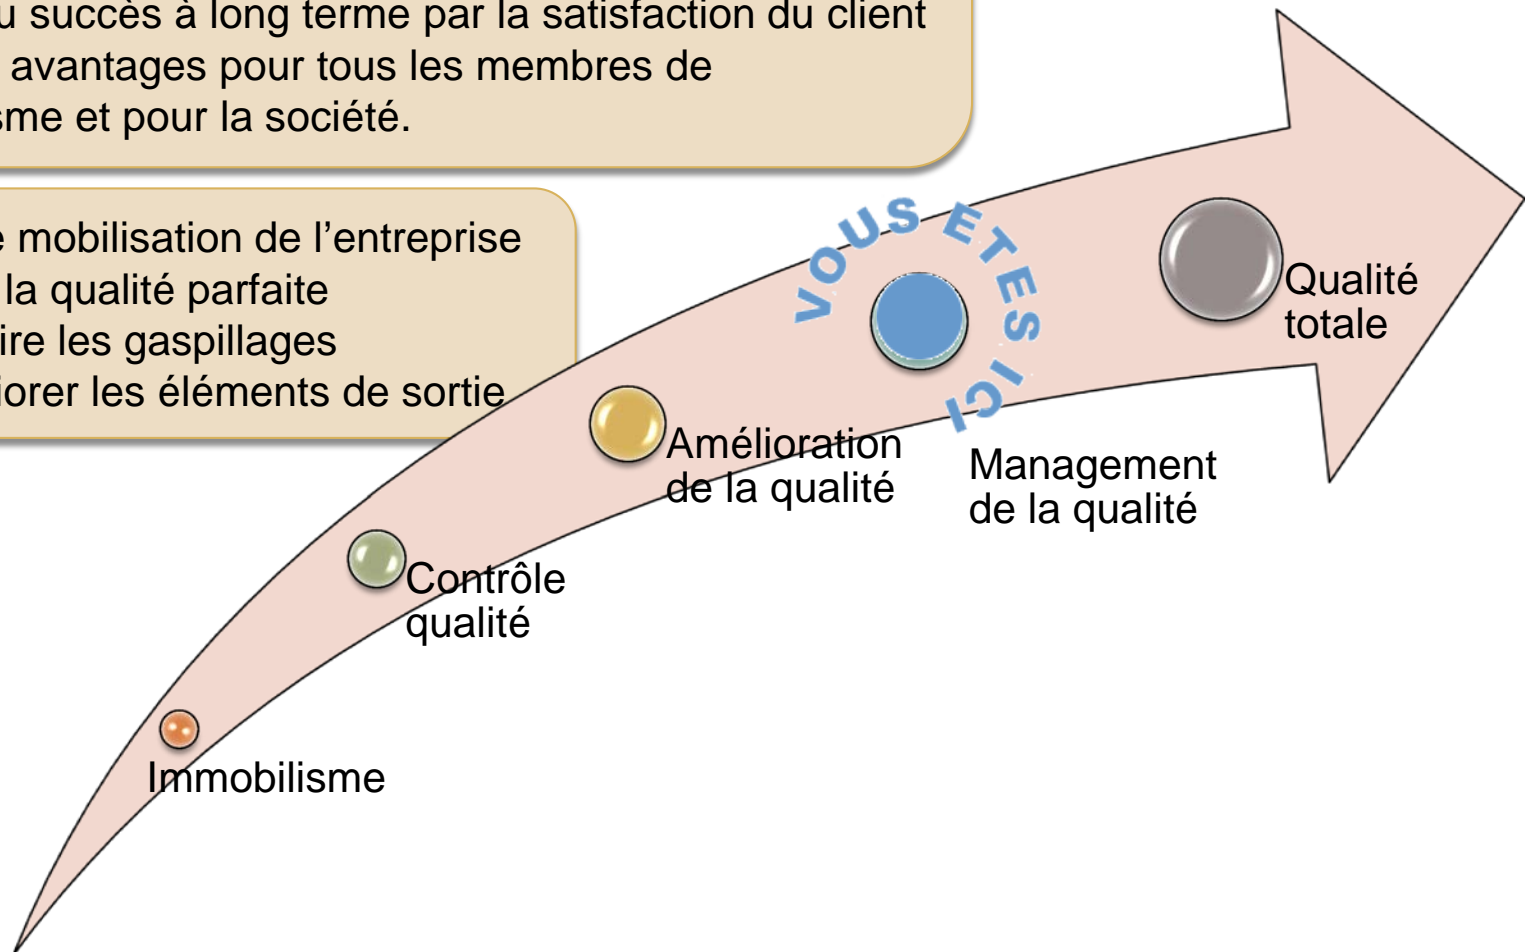 u succès à long terme par la satisfaction du client
avantages pour tous les membres de
sme et pour la société.
e mobilisation de l’entreprise
la qualité parfaite
ire les gaspillages
iorer les éléments de sortie
VOUS ETES ICI
Qualité
totale
Amélioration
de la qualité
Management
de la qualité
Contrôle
qualité
Immobilisme